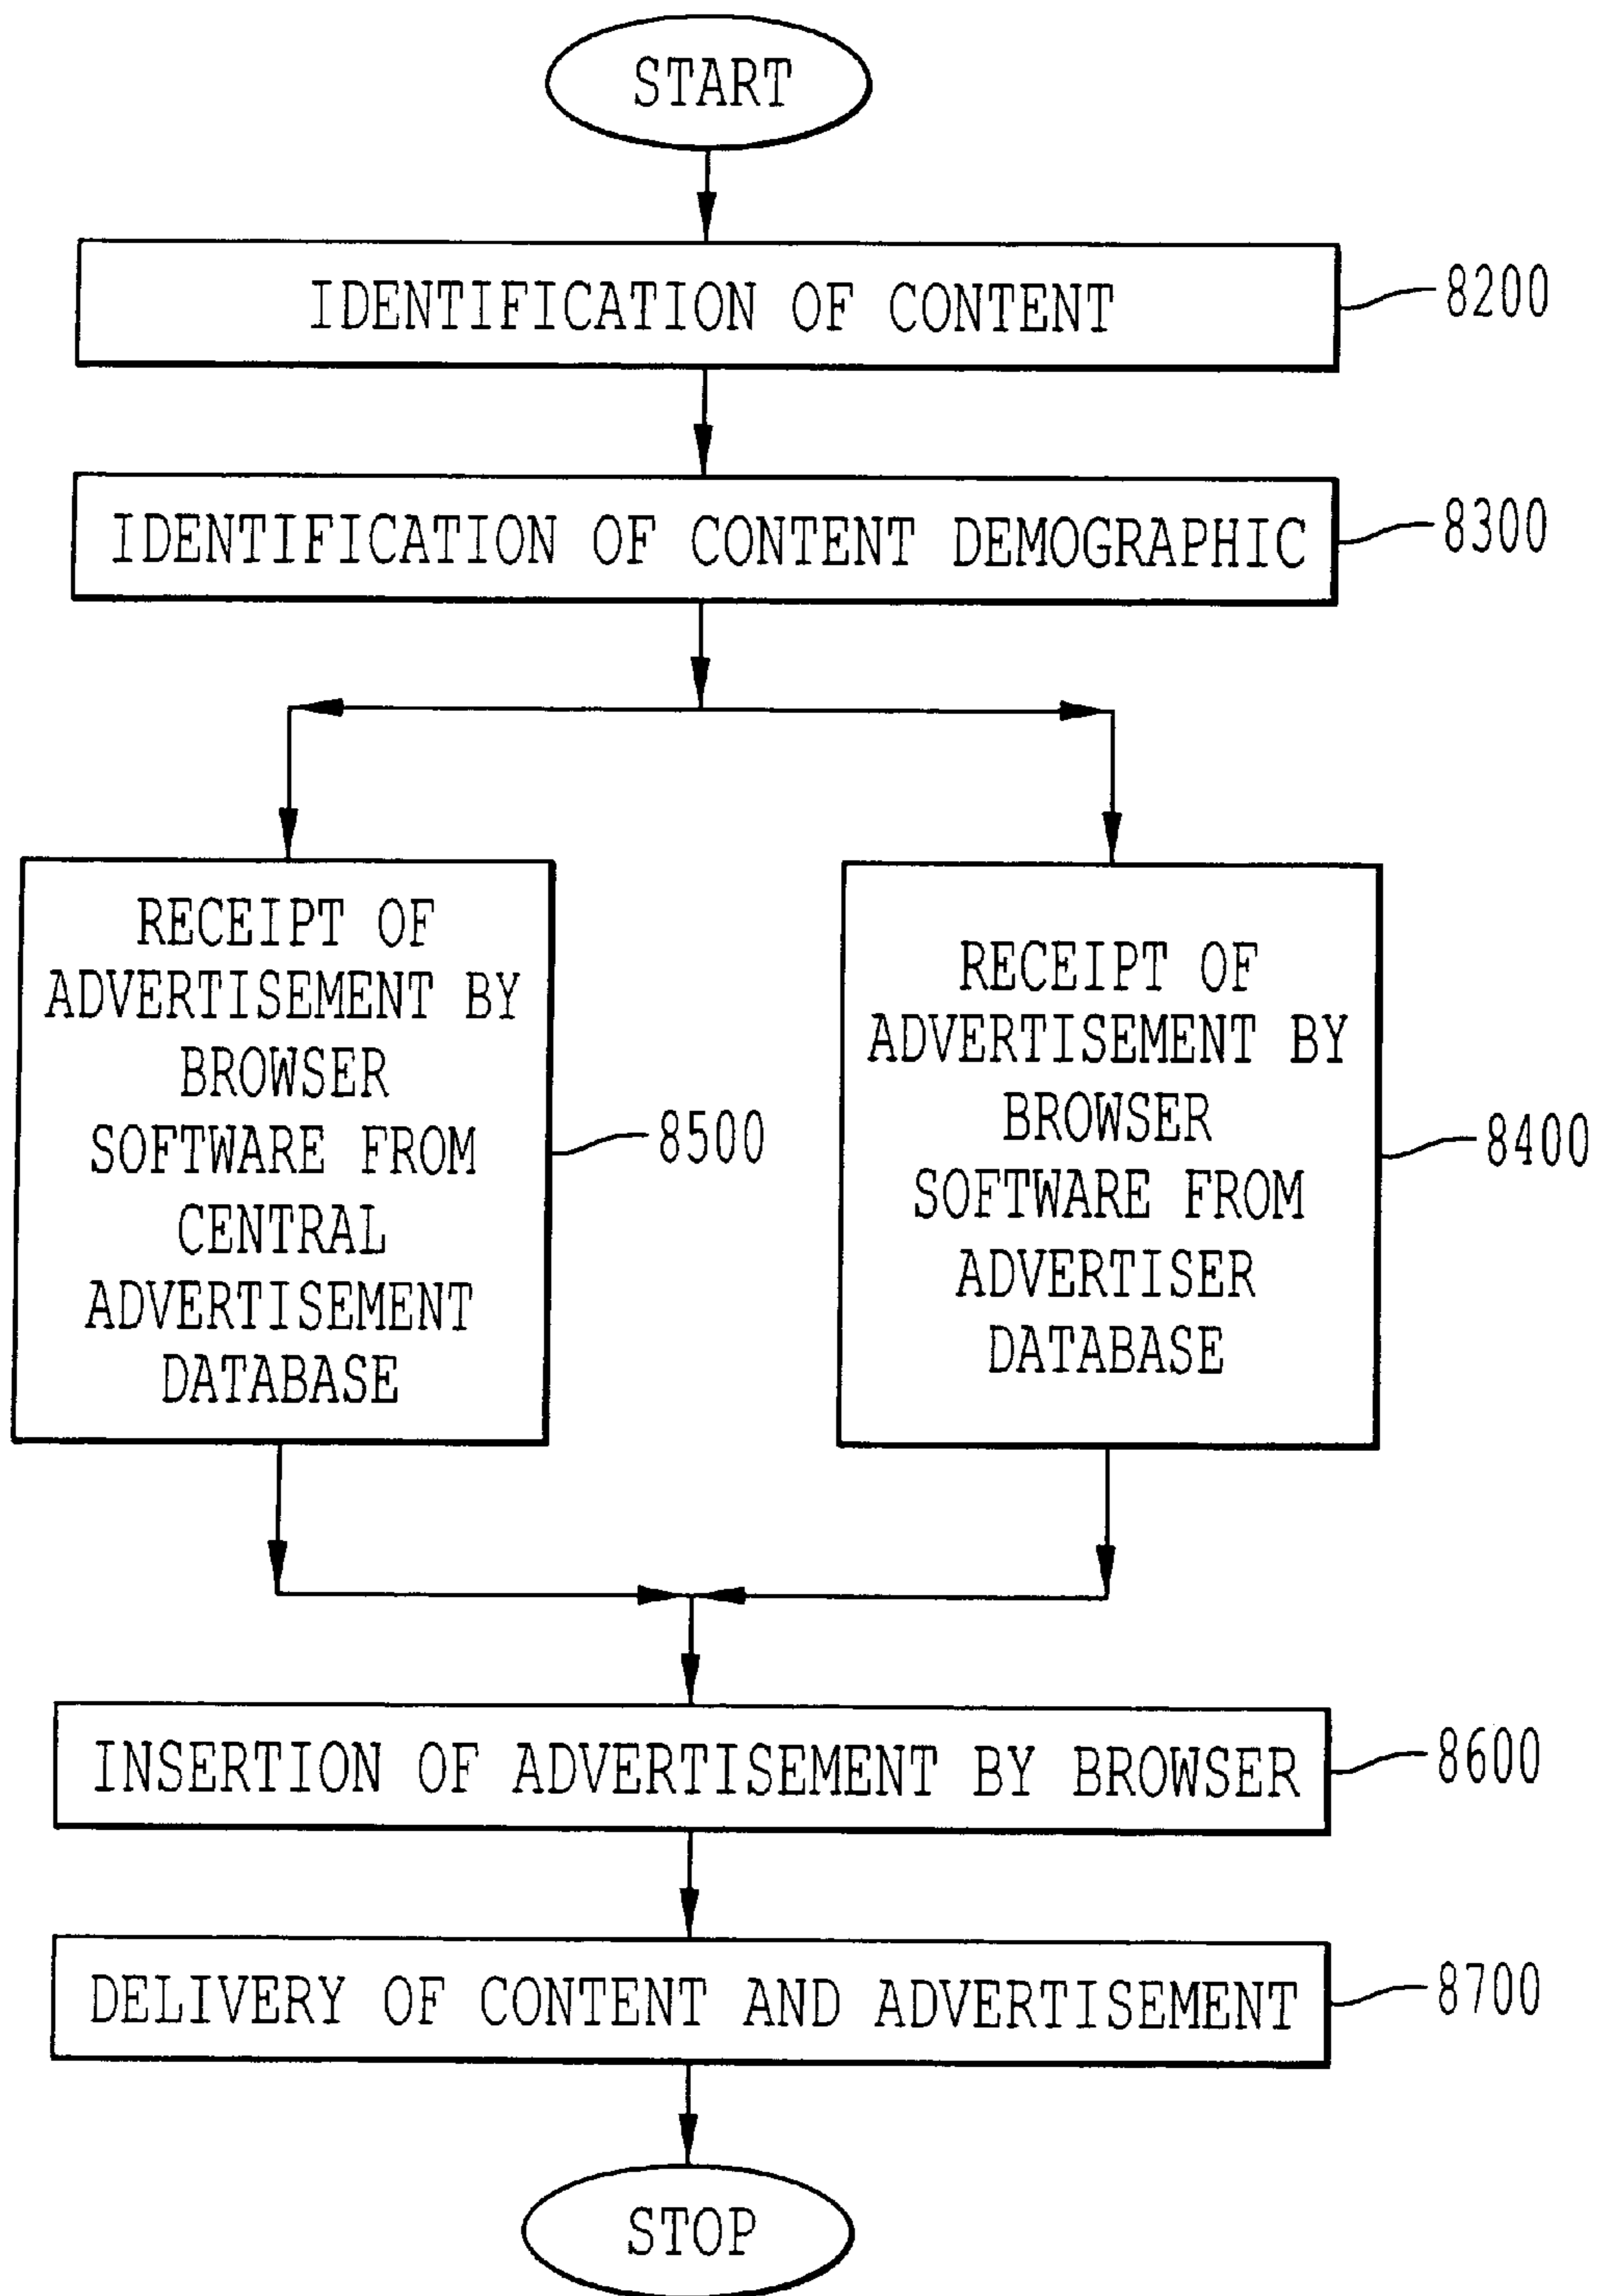 START
IDENTIFICATION OF CONTENT
8200
IDENTIFICATION OF CONTENT DEMOGRAPHIC
8300
RECEIPT OF
ADVERTISEMENT BY
BROWSER
SOFTWARE FROM
CENTRAL
ADVERTISEMENT
DATABASE
8500
RECEIPT OF
ADVERTISEMENT BY
BROWSER
SOFTWARE FROM
ADVERTISER
DATABASE
8400
INSERTION OF ADVERTISEMENT BY BROWSER
8600
DELIVERY OF CONTENT AND ADVERTISEMENT
8700
STOP